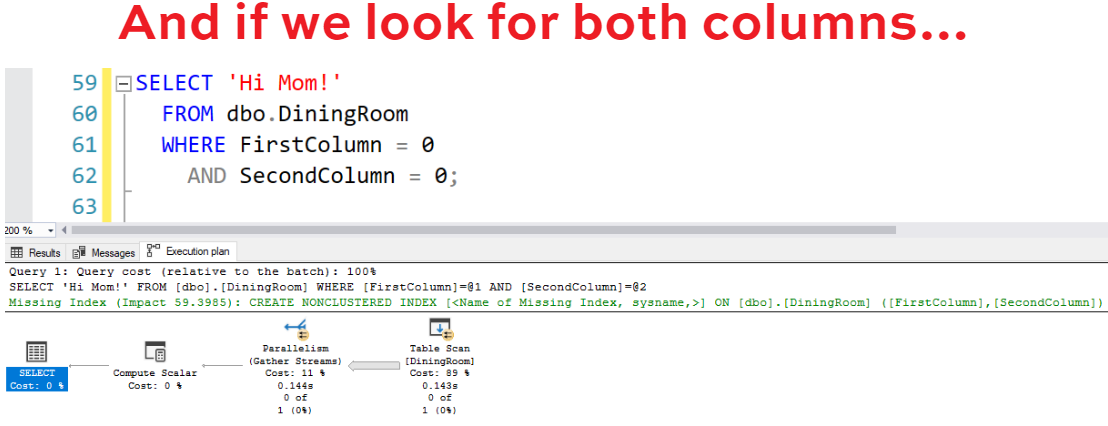 And if we look for both columns...
59 SELECT 'Hi Mom!'
60 FROM dbo.DiningRoom
61 WHERE FirstColumn = 0
62 AND SecondColumn = 0;
63
200 %
Results Messages Execution plan
Query 1: Query cost (relative to the batch): 100%
SELECT 'Hi Mom!' FROM [dbo].[DiningRoom] WHERE [FirstColumn]=@1 AND [SecondColumn]=@2
Missing Index (Impact 59.3985): CREATE NONCLUSTERED INDEX [<Name of Missing Index, sysname,>] ON [dbo].[DiningRoom] ([FirstColumn],[SecondColumn])
SELECT
Cost: 0 %
Compute Scalar
Cost: 0 %
Parallelism
(Gather Streams)
Cost: 11 %
0.144s
0 of
1 (0%)
Table Scan
[DiningRoom]
Cost: 89 %
0.143s
0 of
1 (0%)